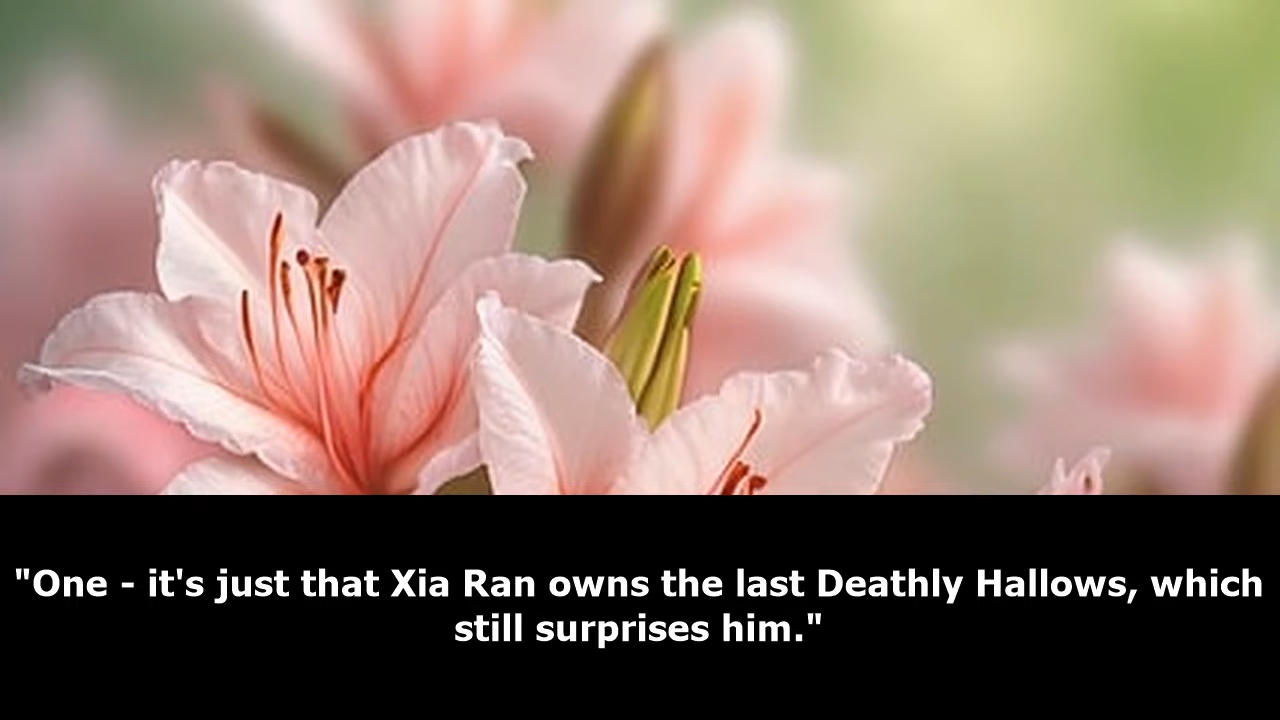 "One - it's just that Xia Ran owns the last Deathly Hallows, which
still surprises him."